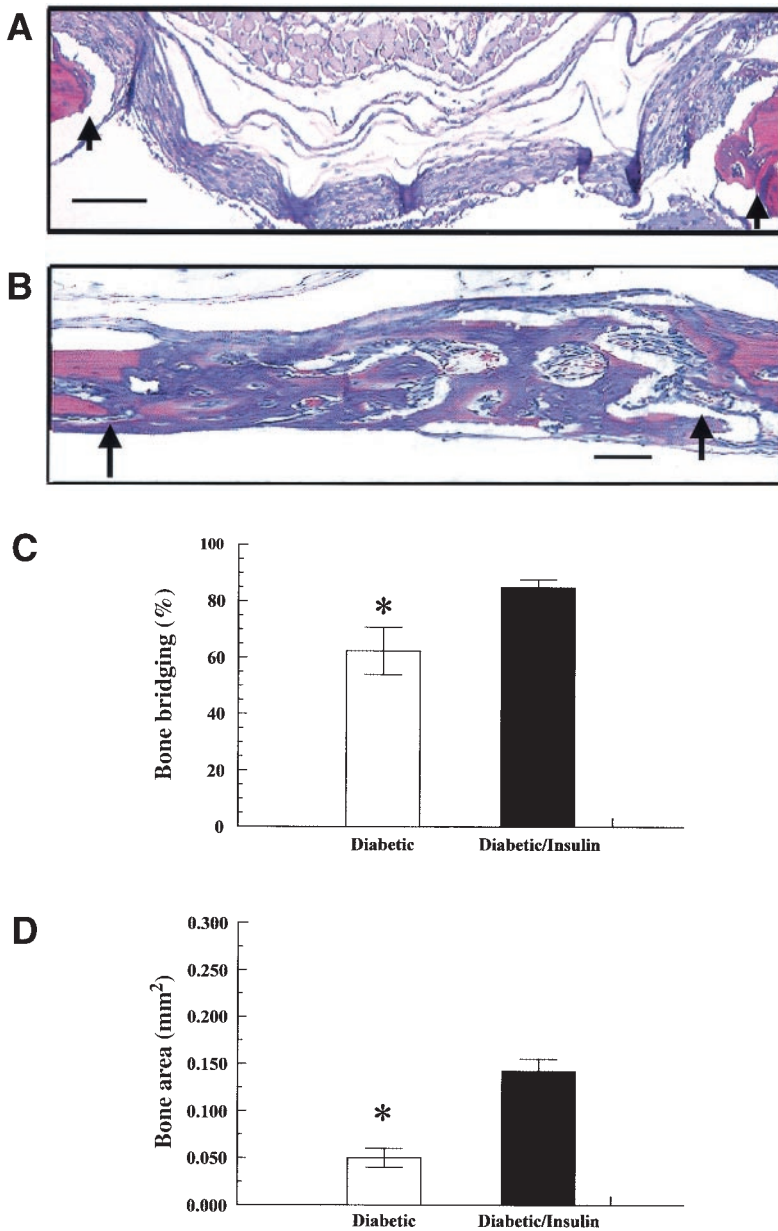 A
B
C
Bone bridging (%)
100
80
60
40
20
0
*
Diabetic Diabetic/Insulin
D
Bone area (mm²)
0.300
0.250
0.200
0.150
0.100
0.050
0.000
*
Diabetic Diabetic/Insulin